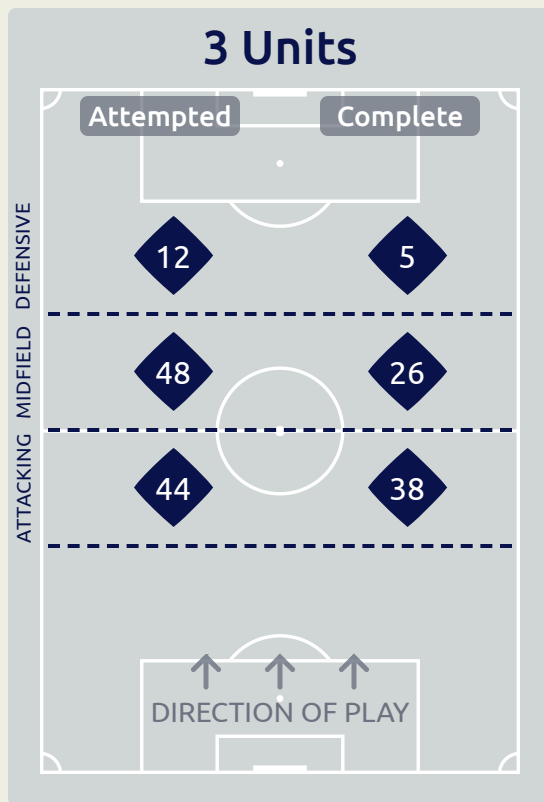 3 Units
Attempted Complete
DEFENSIVE
12 5
MIDFIELD
48 26
ATTACKING
44 38
DIRECTION OF PLAY